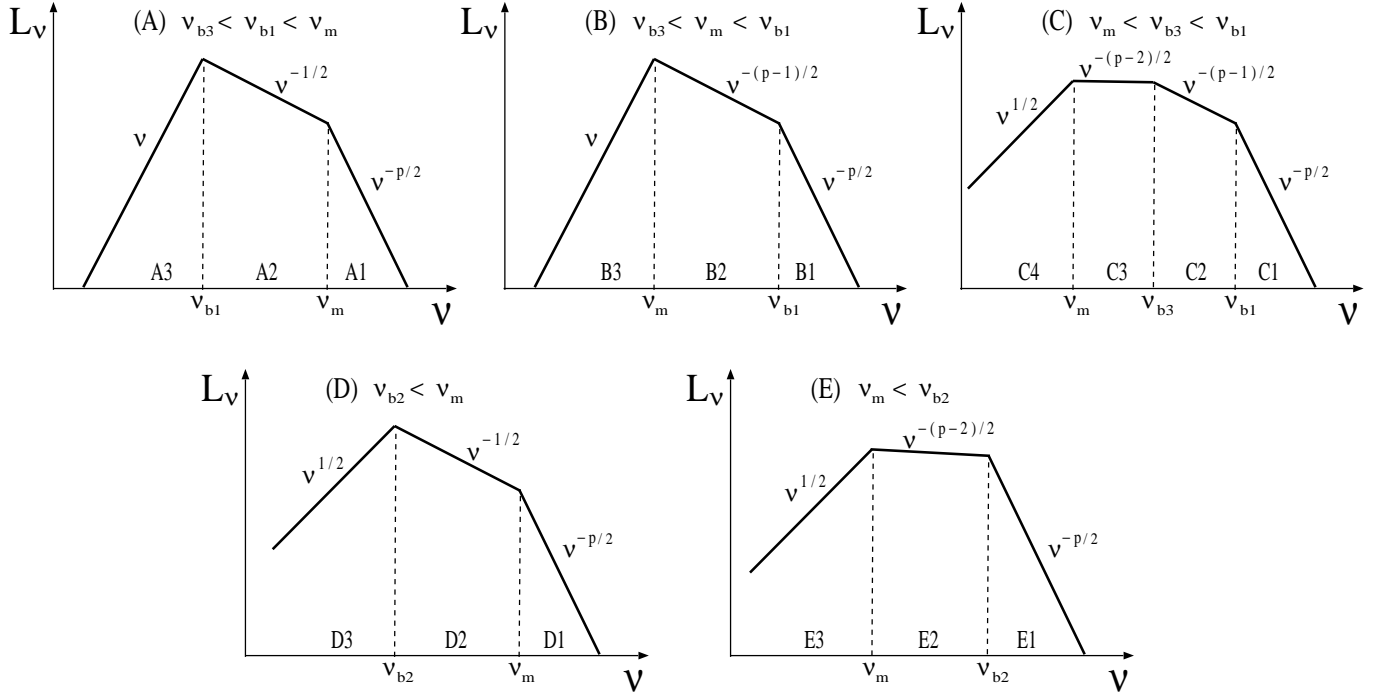 (A) ν_b3 < ν_b1 < ν_m
L_ν
ν
ν^{-1/2}
ν^{-p/2}
A3 A2 A1
ν_b1 ν_m ν
(B) ν_b3 < ν_m < ν_b1
L_ν
ν
ν^{-(p-1)/2}
ν^{-p/2}
B3 B2 B1
ν_m ν_b1 ν
(C) ν_m < ν_b3 < ν_b1
L_ν
ν^{1/2}
ν^{-(p-2)/2}
ν^{-(p-1)/2}
ν^{-p/2}
C4 C3 C2 C1
ν_m ν_b3 ν_b1 ν
(D) ν_b2 < ν_m
L_ν
ν^{1/2}
ν^{-1/2}
ν^{-p/2}
D3 D2 D1
ν_b2 ν_m ν
(E) ν_m < ν_b2
L_ν
ν^{1/2}
ν^{-(p-2)/2}
ν^{-p/2}
E3 E2 E1
ν_m ν_b2 ν